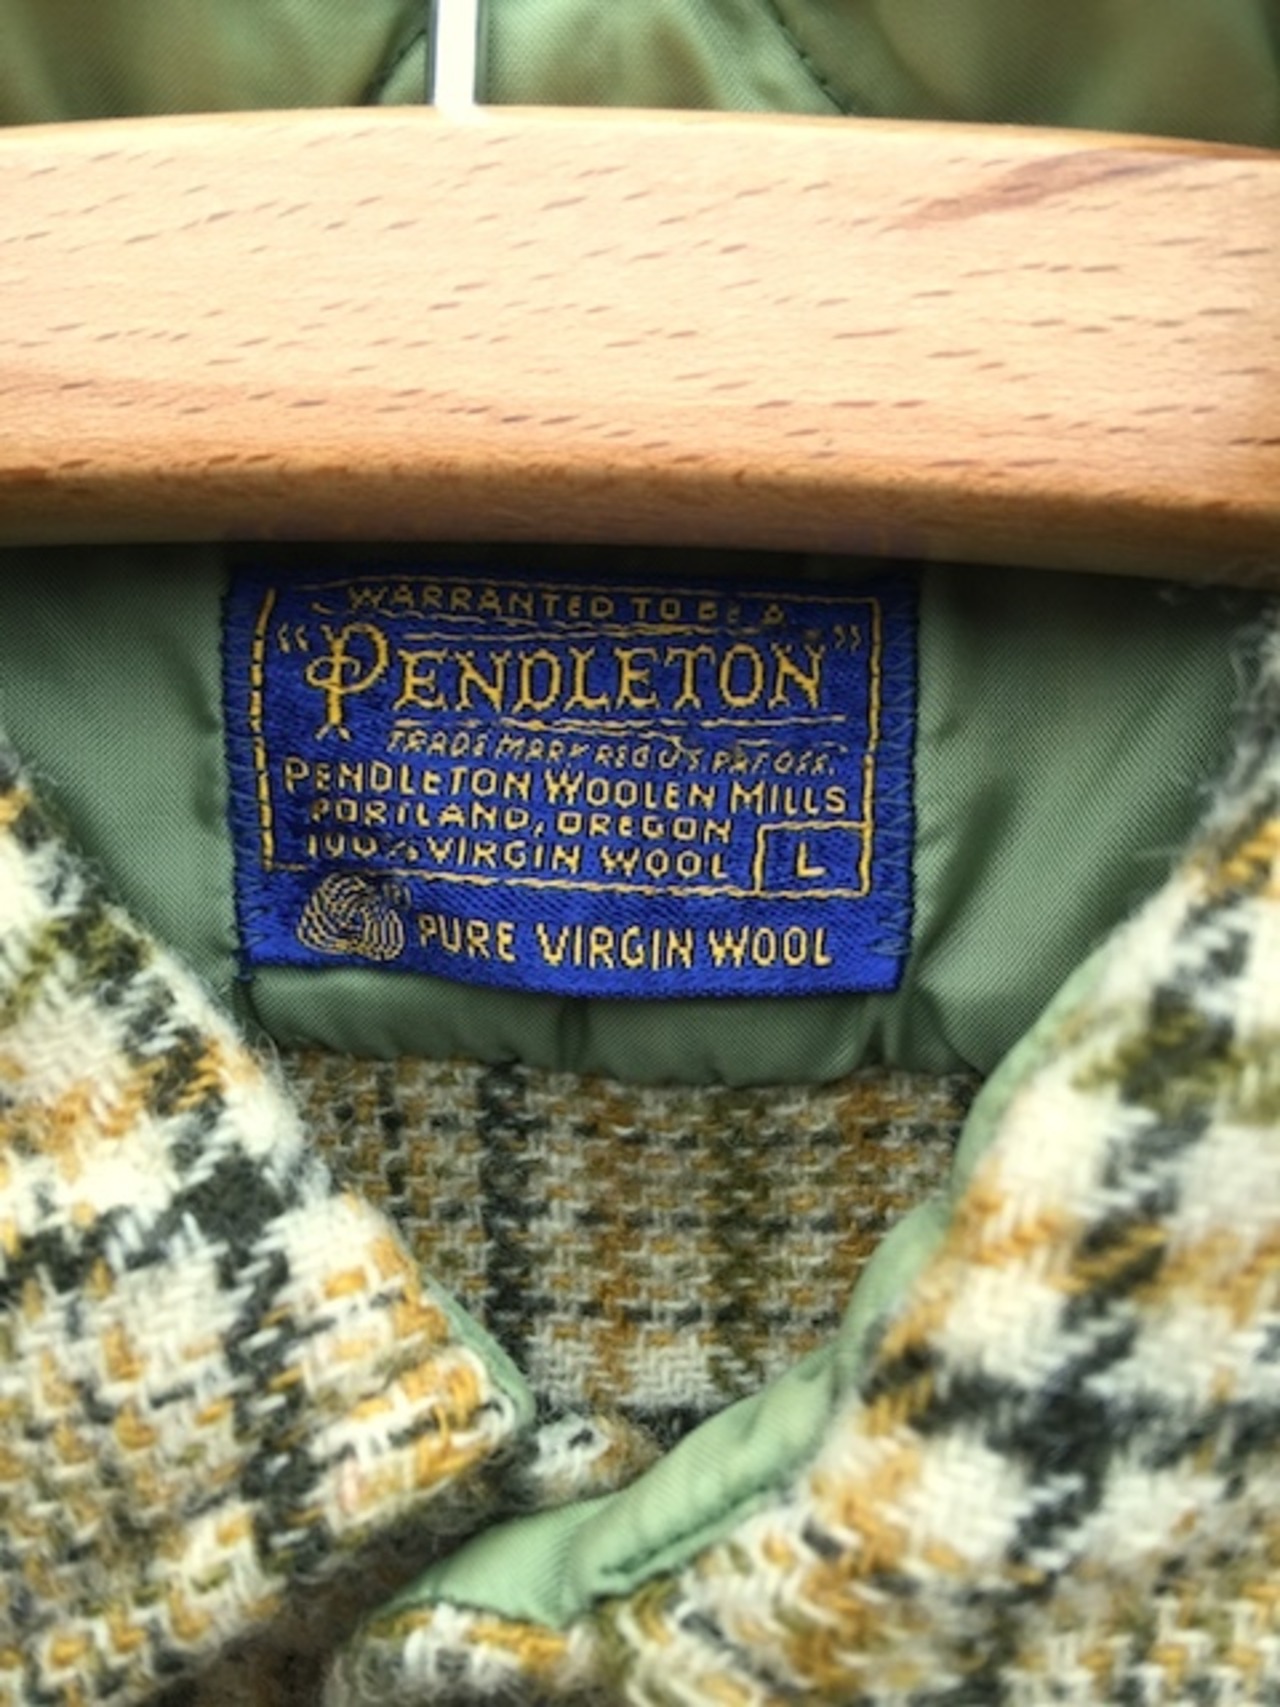 WARRANTED TO BE A
"PENDLETON"
TRADE MARK REG. U.S. PAT. OFF.
PENDLETON WOOLEN MILLS
PORTLAND, OREGON
100% VIRGIN WOOL
L
PURE VIRGIN WOOL